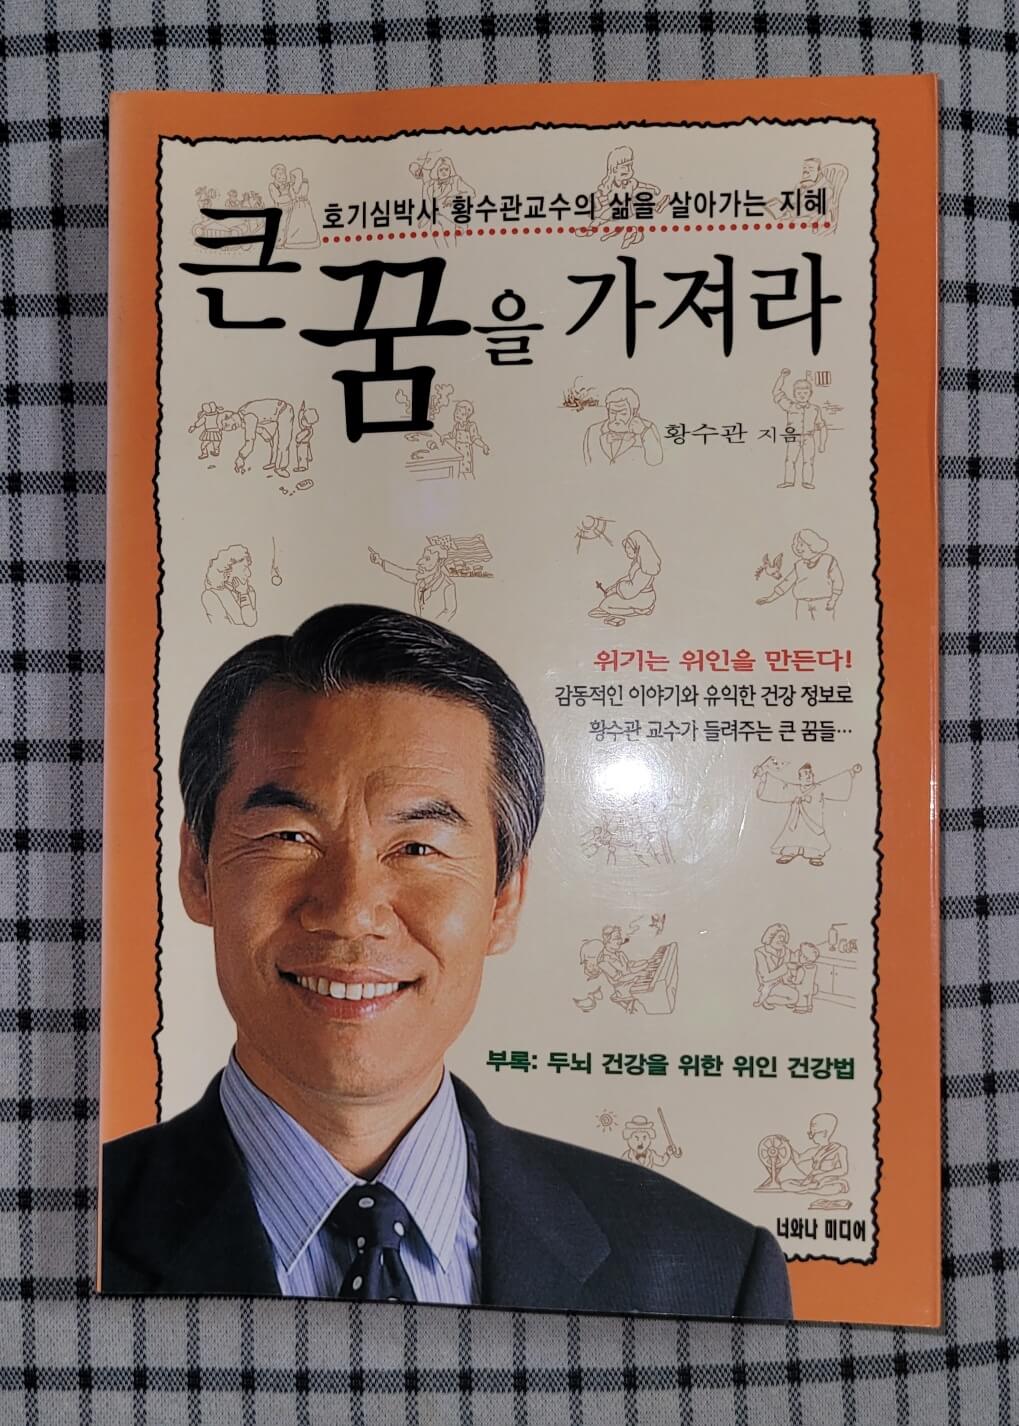 호기심박사 황수관교수의 삶을 살아가는 지혜
큰 꿈을 가져라
황수관 지음
위기는 위인을 만든다!
감동적인 이야기와 유익한 건강 정보로
황수관 교수가 들려주는 큰 꿈들…
부록: 두뇌 건강을 위한 위인 건강법
너와나 미디어